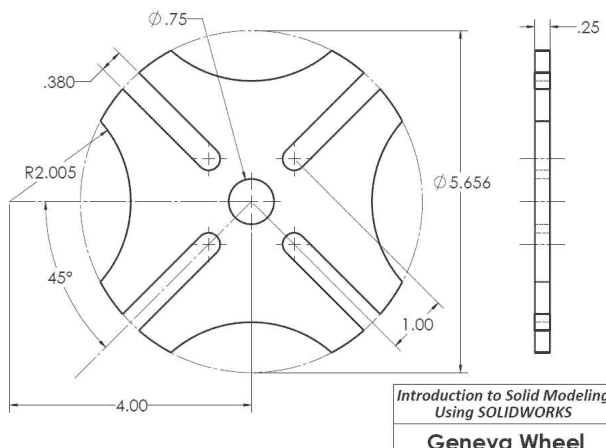 Ø.75
.25
.380
R2.005
Ø5.656
45°
1.00
4.00
Introduction to Solid Modeling
Using SOLIDWORKS
Geneva Wheel